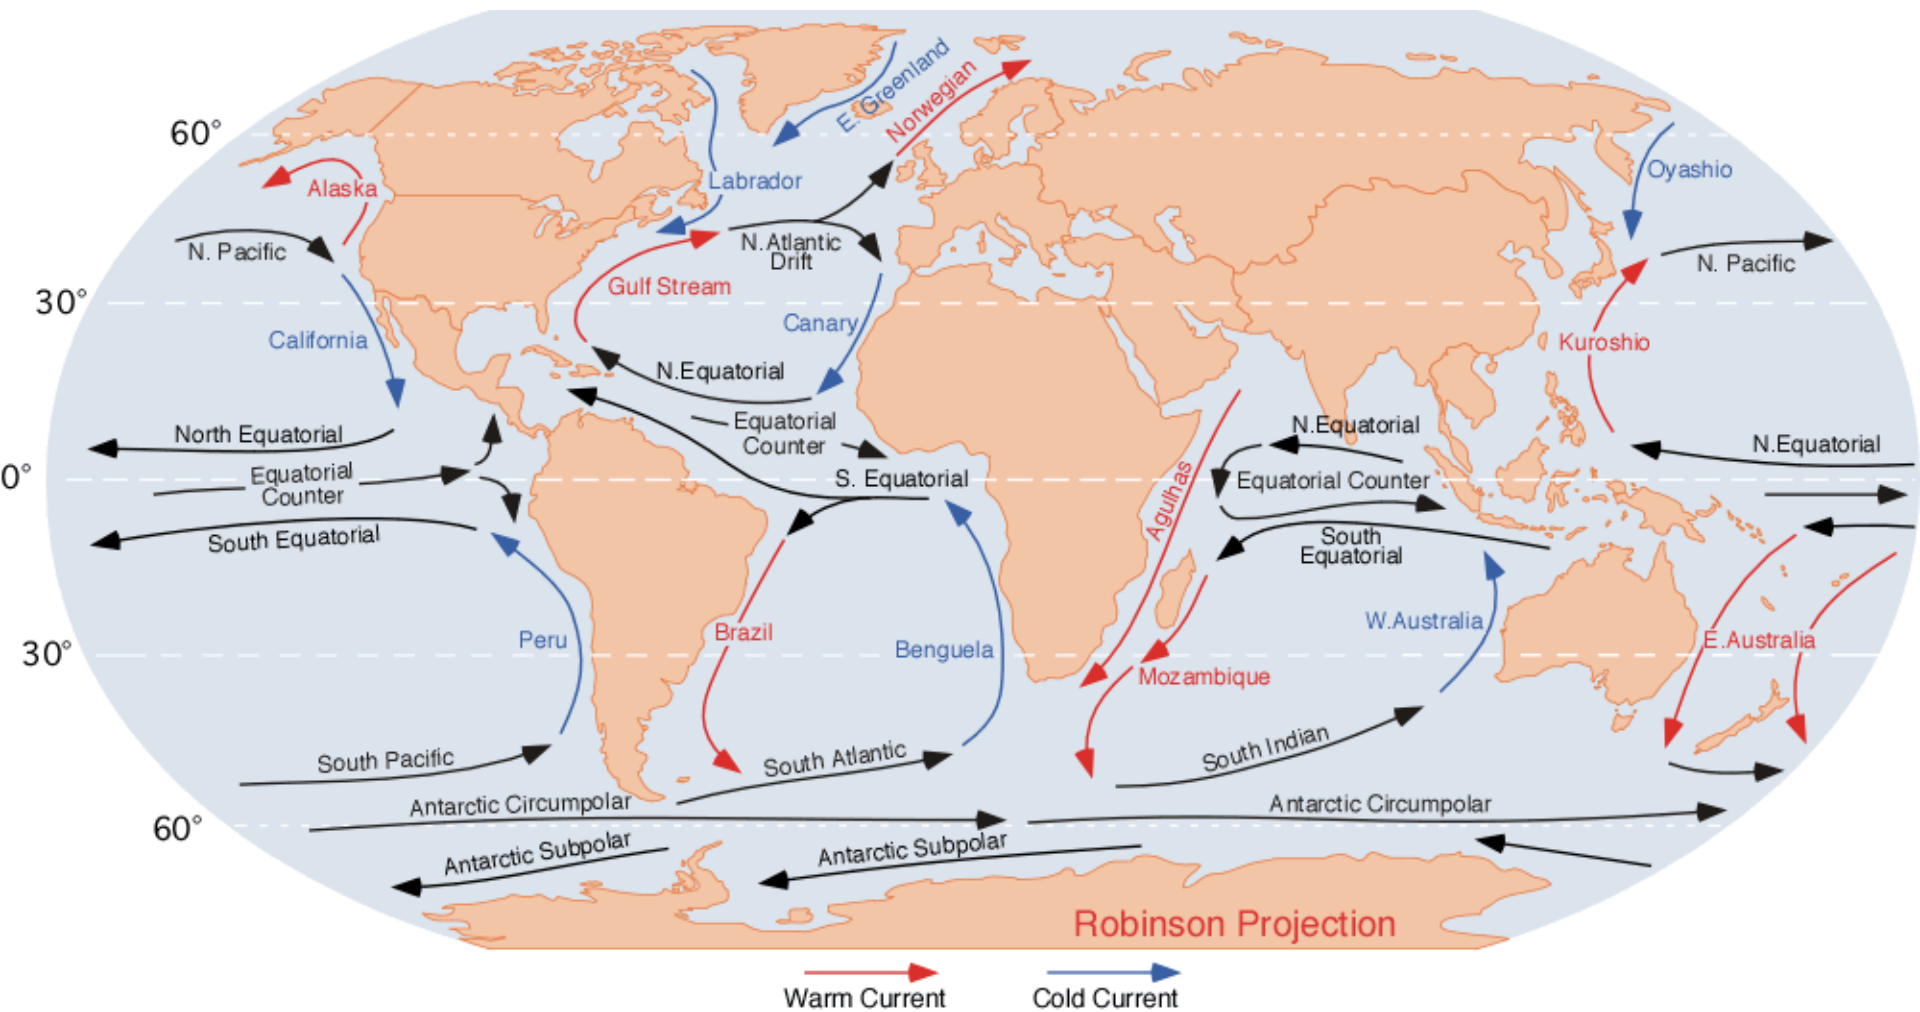 E. Greenland
Norwegian
60°
Alaska
Labrador
Oyashio
N. Pacific
N. Atlantic
Drift
N. Pacific
Gulf Stream
30°
California
Canary
Kuroshio
N.Equatorial
North Equatorial
Equatorial
Counter
N.Equatorial
N.Equatorial
0°
Equatorial
Counter
S. Equatorial
Agulhas
Equatorial Counter
South Equatorial
South
Equatorial
Peru
Brazil
Benguela
W.Australia
E.Australia
30°
Mozambique
South Pacific
South Atlantic
South Indian
Antarctic Circumpolar
Antarctic Circumpolar
60°
Antarctic Subpolar
Antarctic Subpolar
Robinson Projection
Warm Current
Cold Current